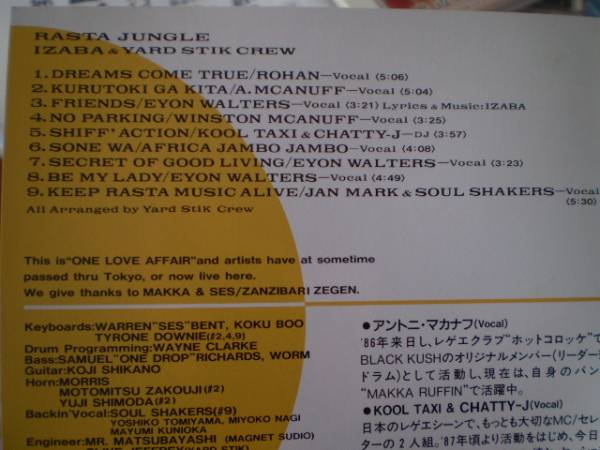 RASTA JUNGLE
IZABA & YARD STIK CREW
1. DREAMS COME TRUE/ROHAN—Vocal (5:06)
2. KURUTOKI GA KITA/A. MCANUFF—Vocal (5:04)
3. FRIENDS/EYON WALTERS—Vocal (3:21) Lyrics & Music: IZABA
4. NO PARKING/WINSTON MCANUFF—Vocal (3:25)
5. SHIFF' ACTION/KOOL TAXI & CHATTY-J—DJ (3:57)
6. SONE WA/AFRICA JAMBO JAMBO—Vocal (4:08)
7. SECRET OF GOOD LIVING/EYON WALTERS—Vocal (3:23)
8. BE MY LADY/EYON WALTERS—Vocal (4:49)
9. KEEP RASTA MUSIC ALIVE/JAN MARK & SOUL SHAKERS—Vocal
(5:30)
All Arranged by Yard Stik Crew
This is "ONE LOVE AFFAIR" and artists have at sometime
passed thru Tokyo, or now live here.
We give thanks to MAKKA & SES/ZANZIBARI ZEGEN.
Keyboards: WARREN "SES" BENT, KOKU BOO
TYRONE DOWNIE (#2,4,9)
Drum Programming: WAYNE CLARKE
Bass: SAMUEL "ONE DROP" RICHARDS, WORM
Guitar: KOJI SHIKANO
Horn: MORRIS
MOTOMITSU ZAKOUJI (#2)
YUJI SHIMODA (#2)
Backin' Vocal: SOUL SHAKERS (#9)
YOSHIKO TOMIYAMA, MIYOKO NAGI
MAYUMI KUNIOKA
Engineer: MR. MATSUBAYASHI (MAGNET SUDIO)
JEFFREY (YARD STIK)
●アントニ・マカナフ(Vocal)
'86年来日し、レゲエクラブ"ホットコロッケ"で
BLACK KUSHのオリジナルメンバー(リーダー
ドラム)として活動し、現在は、自身のバン
"MAKKA RUFFIN"で活躍中。
●KOOL TAXI & CHATTY-J(Vocal)
日本のレゲエシーンで、もっとも大切なMC/セレ
ターの2人組。'87年頃より活動をはじめ、今日